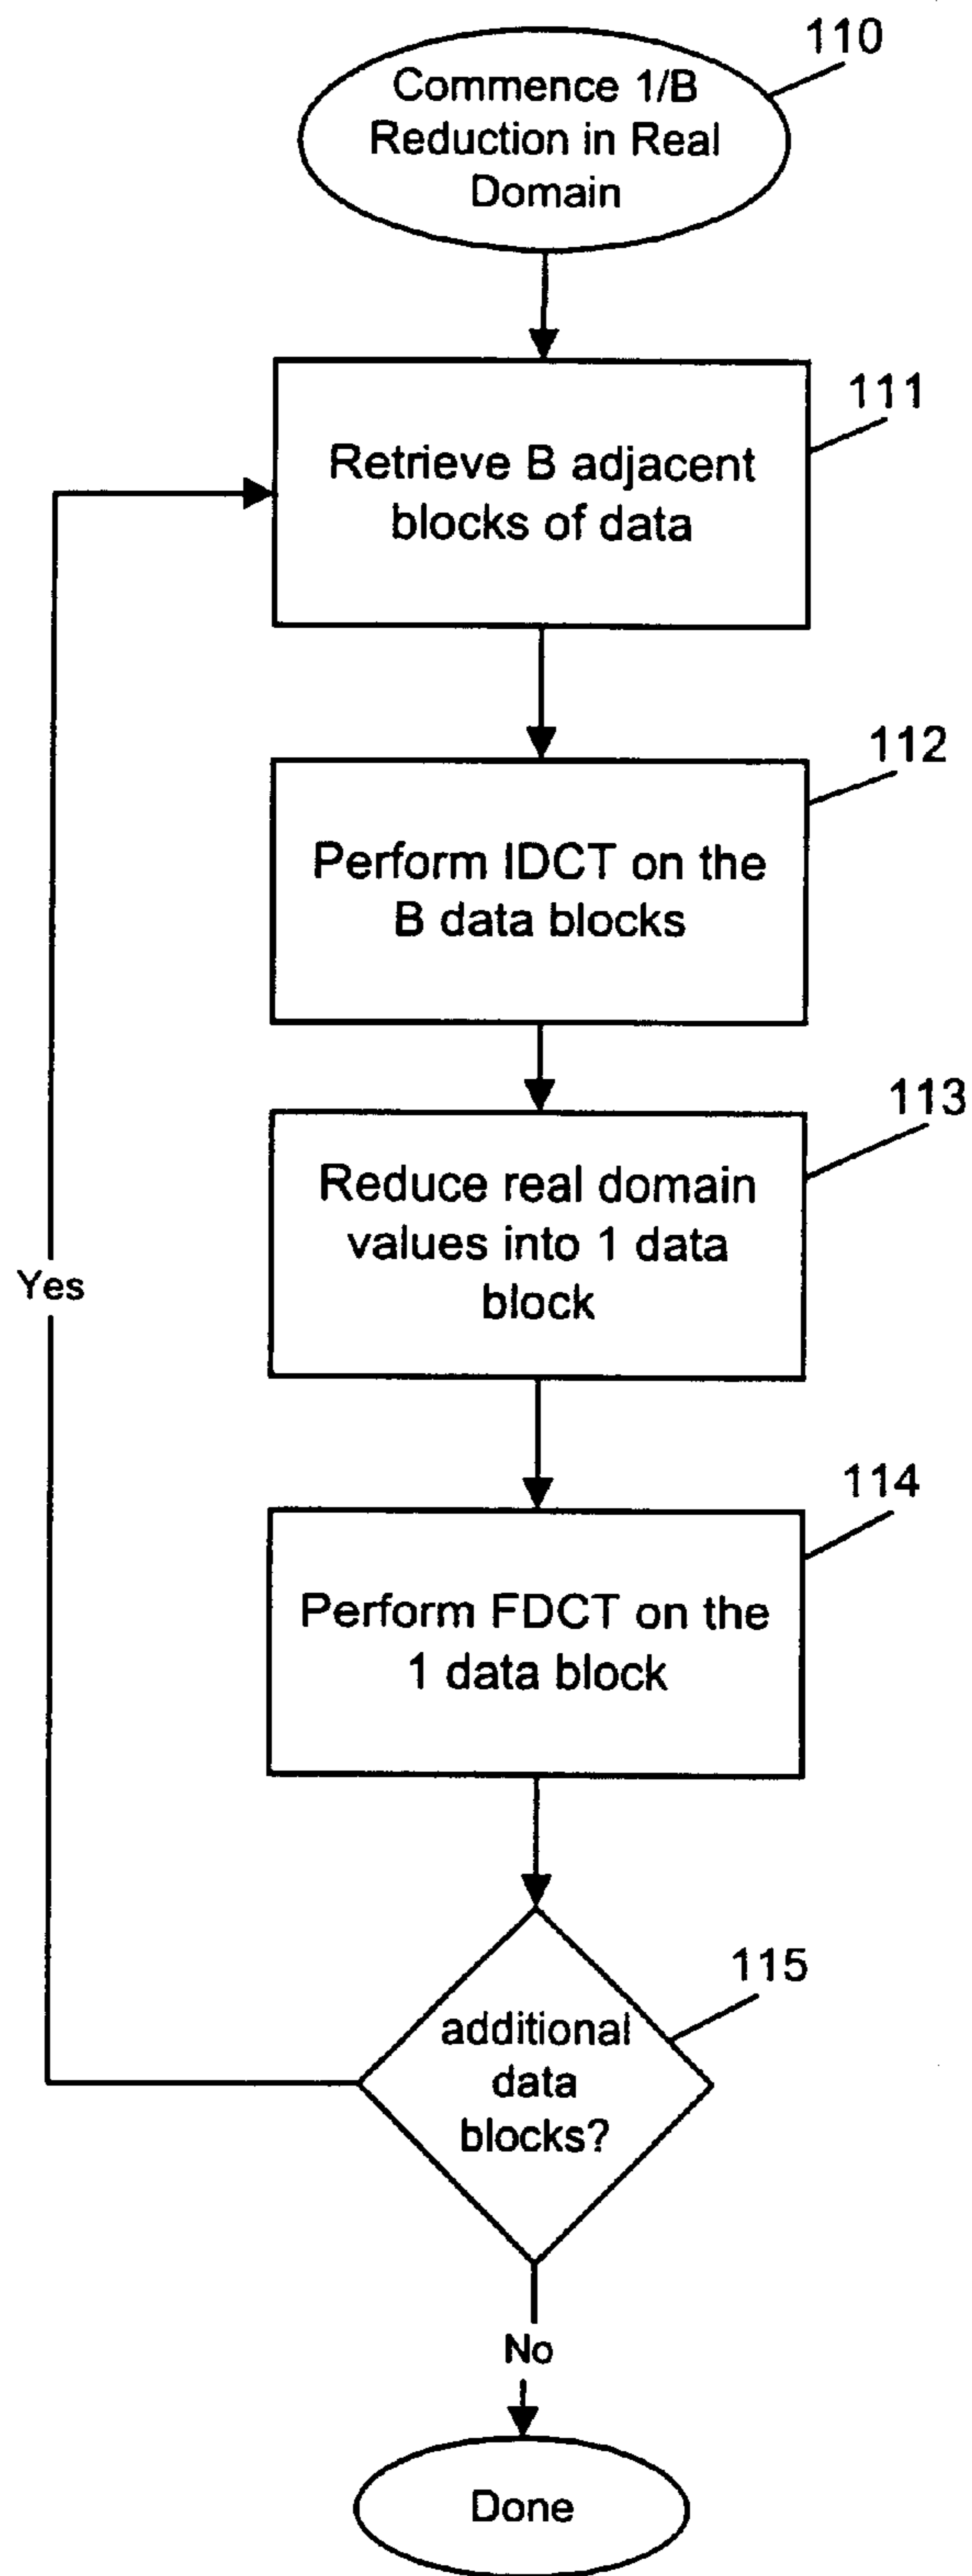 110
Commence 1/B
Reduction in Real
Domain
111
Retrieve B adjacent
blocks of data
112
Perform IDCT on the
B data blocks
113
Reduce real domain
values into 1 data
block
Yes
114
Perform FDCT on the
1 data block
115
additional
data
blocks?
No
Done